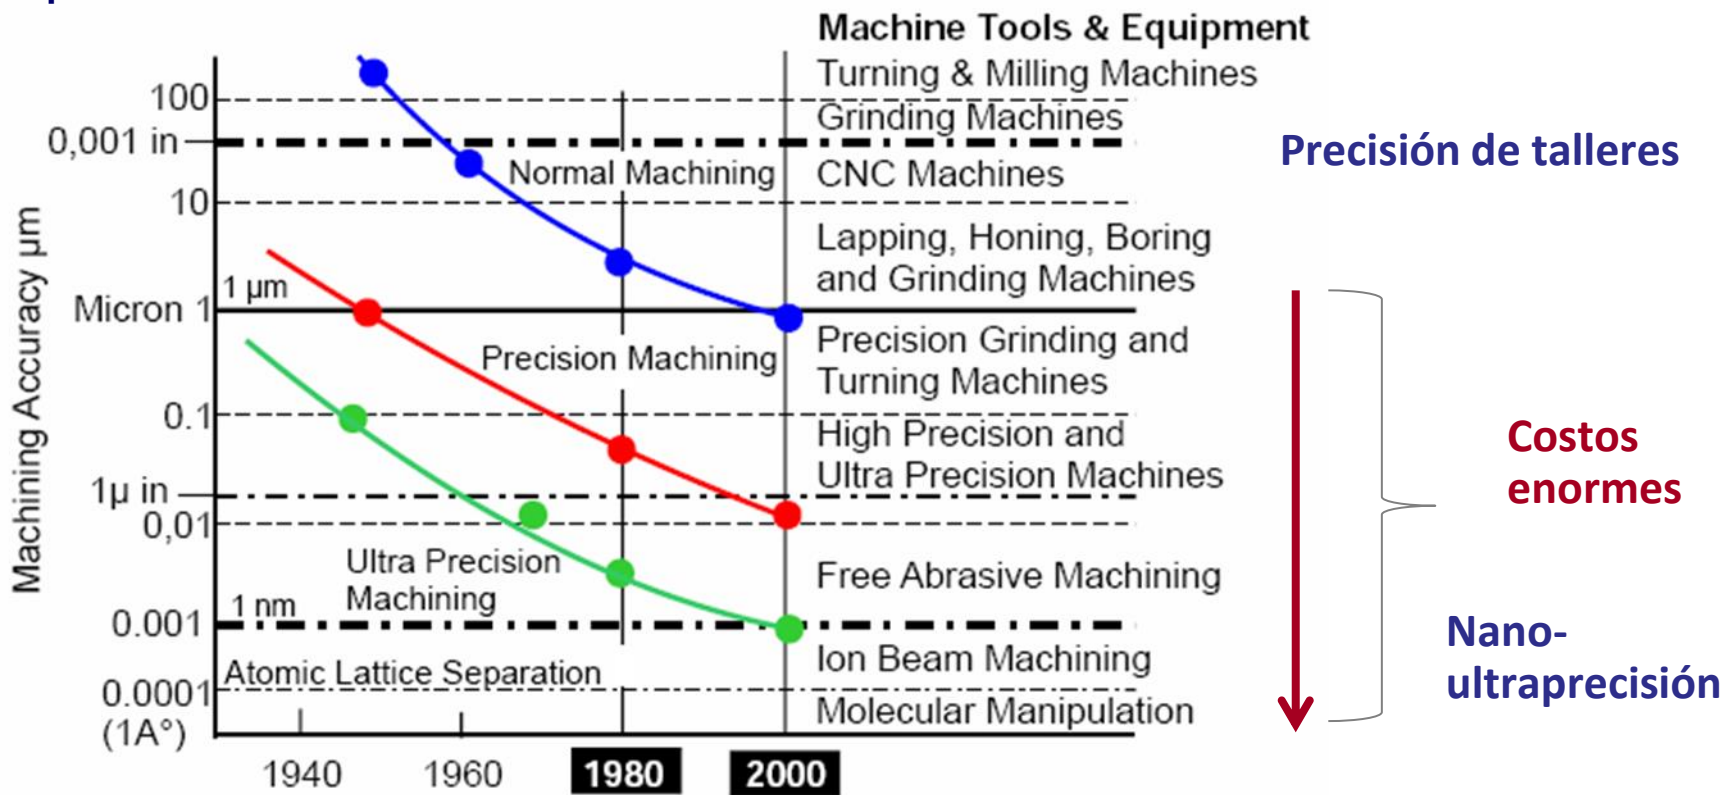 Machine Tools & Equipment
Turning & Milling Machines
100
Grinding Machines
0,001 in
Precisión de talleres
Normal Machining
CNC Machines
10
Lapping, Honing, Boring
and Grinding Machines
1 µm
Micron 1
Precision Grinding and
Turning Machines
Precision Machining
0.1
High Precision and
Ultra Precision Machines
Costos
enormes
1µ in
0,01
Ultra Precision
Machining
Free Abrasive Machining
1 nm
0.001
Nano-
ultraprecisión
Ion Beam Machining
Atomic Lattice Separation
0.0001
(1A°)
Molecular Manipulation
Machining Accuracy µm
1940 1960 1980 2000